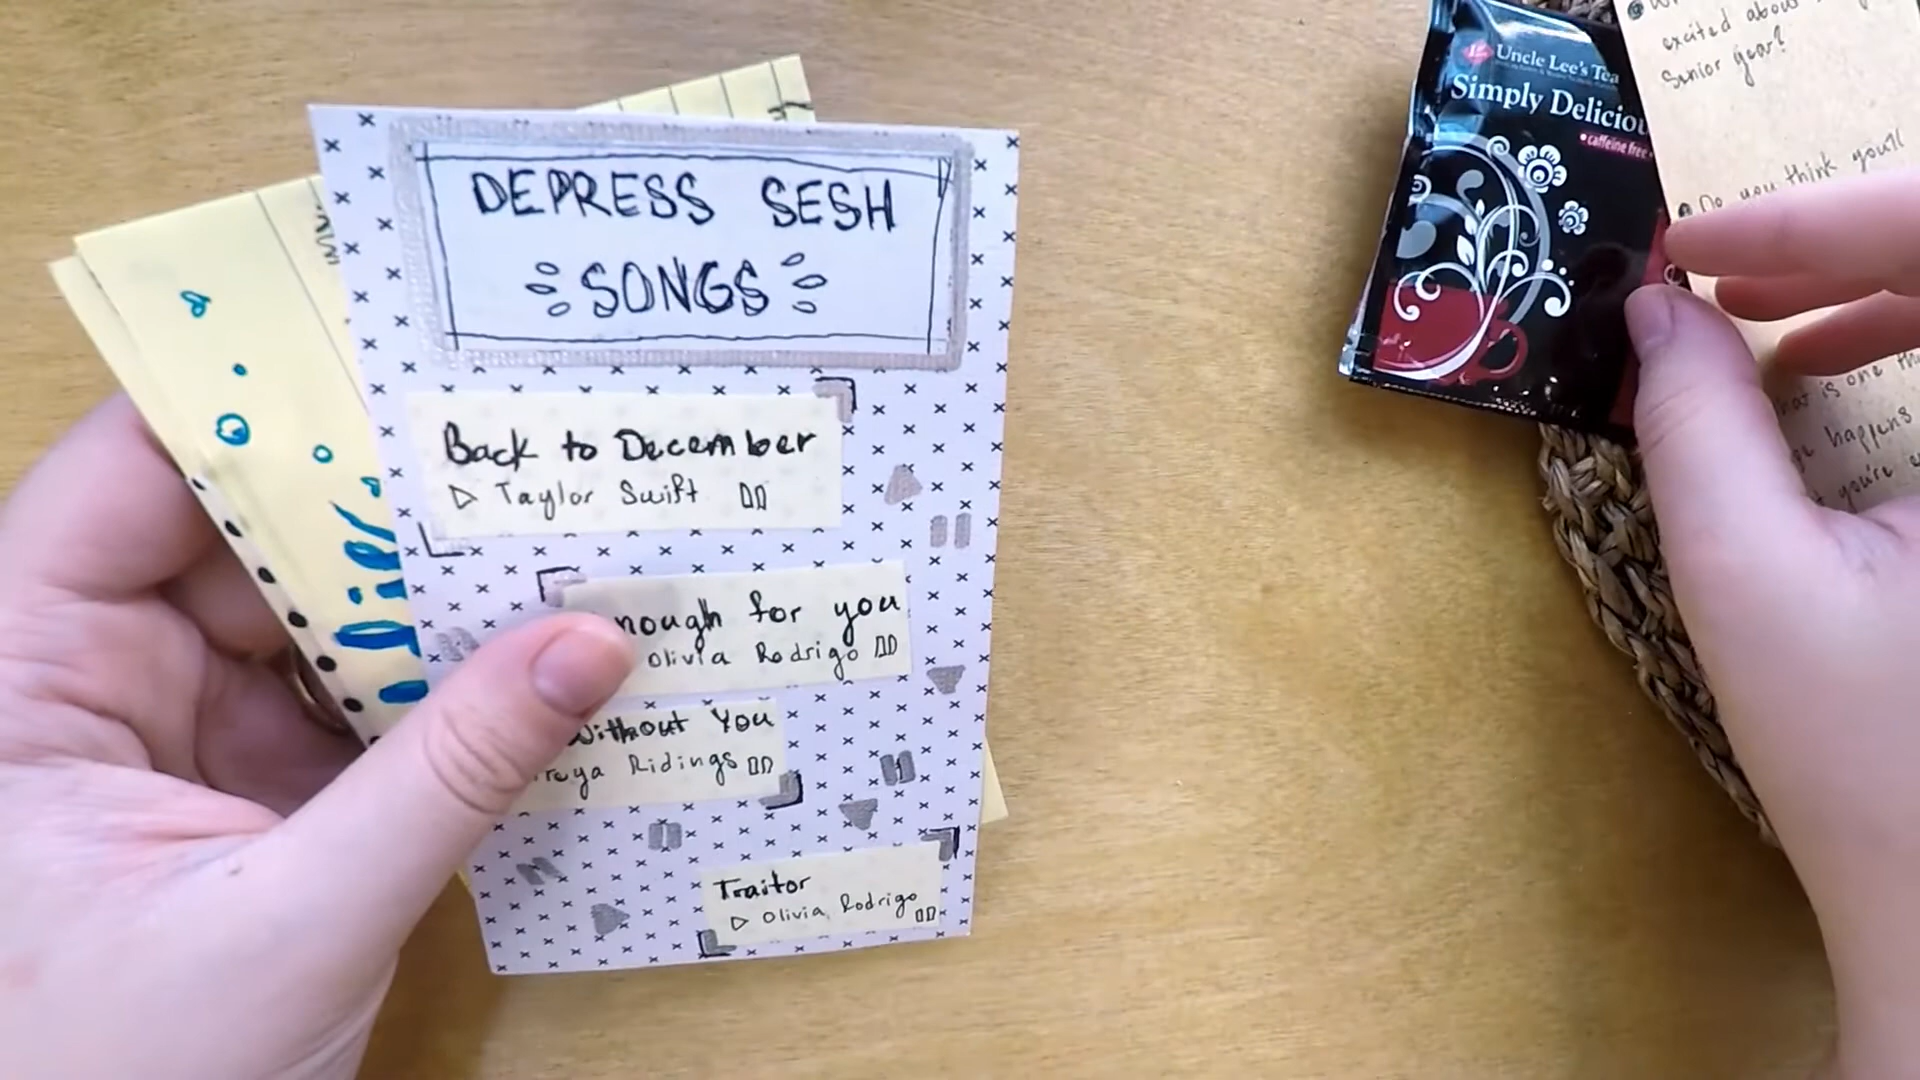 DEPRESS SESH
SONGS
Back to December
Taylor Swift
nough for you
Olivia Rodrigo
Without You
reya Ridings
Traitor
Olivia Rodrigo
Uncle Lee's Tea
Simply Deliciou
caffeine free
excited about
Senior year?
Do you think you'll
is one
happens
you're